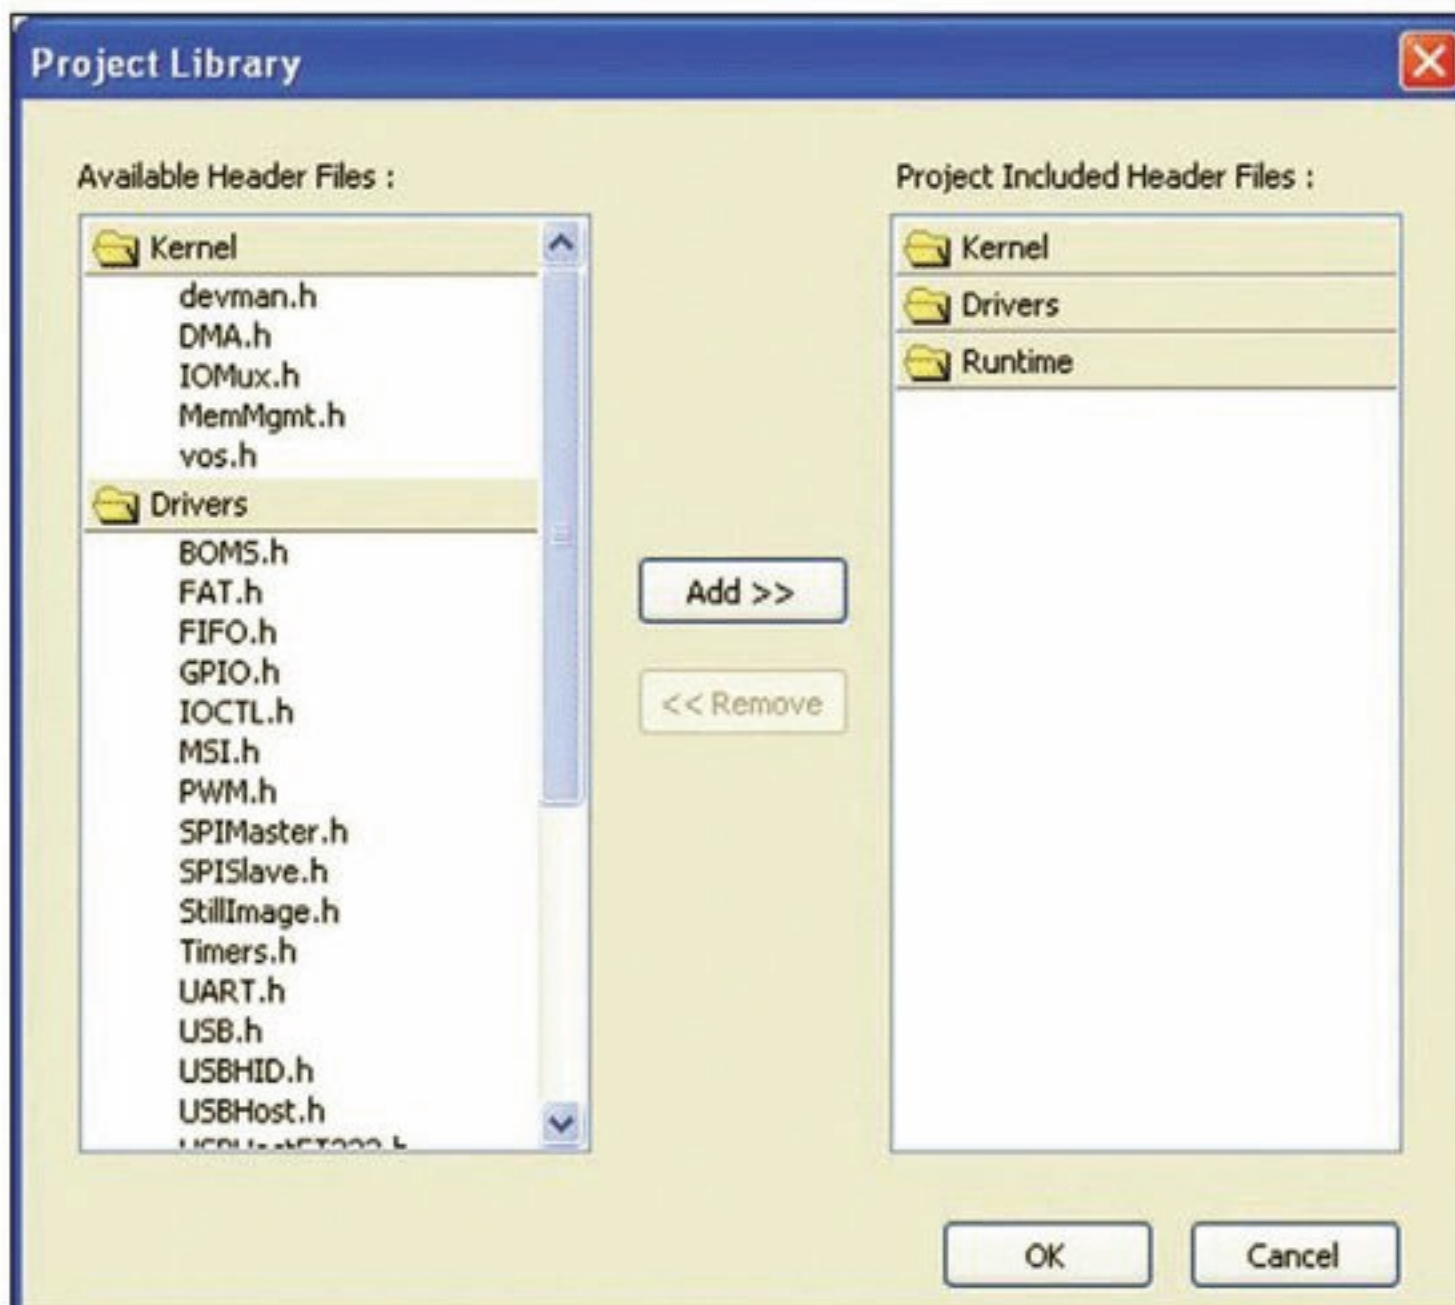 Project Library
Available Header Files :
Kernel
devman.h
DMA.h
IOMux.h
MemMgmt.h
vos.h
Drivers
BOMS.h
FAT.h
FIFO.h
GPIO.h
IOCTL.h
MSI.h
PWM.h
SPIMaster.h
SPISlave.h
StillImage.h
Timers.h
UART.h
USB.h
USBHID.h
USBHost.h
Add >>
<< Remove
Project Included Header Files :
Kernel
Drivers
Runtime
OK
Cancel